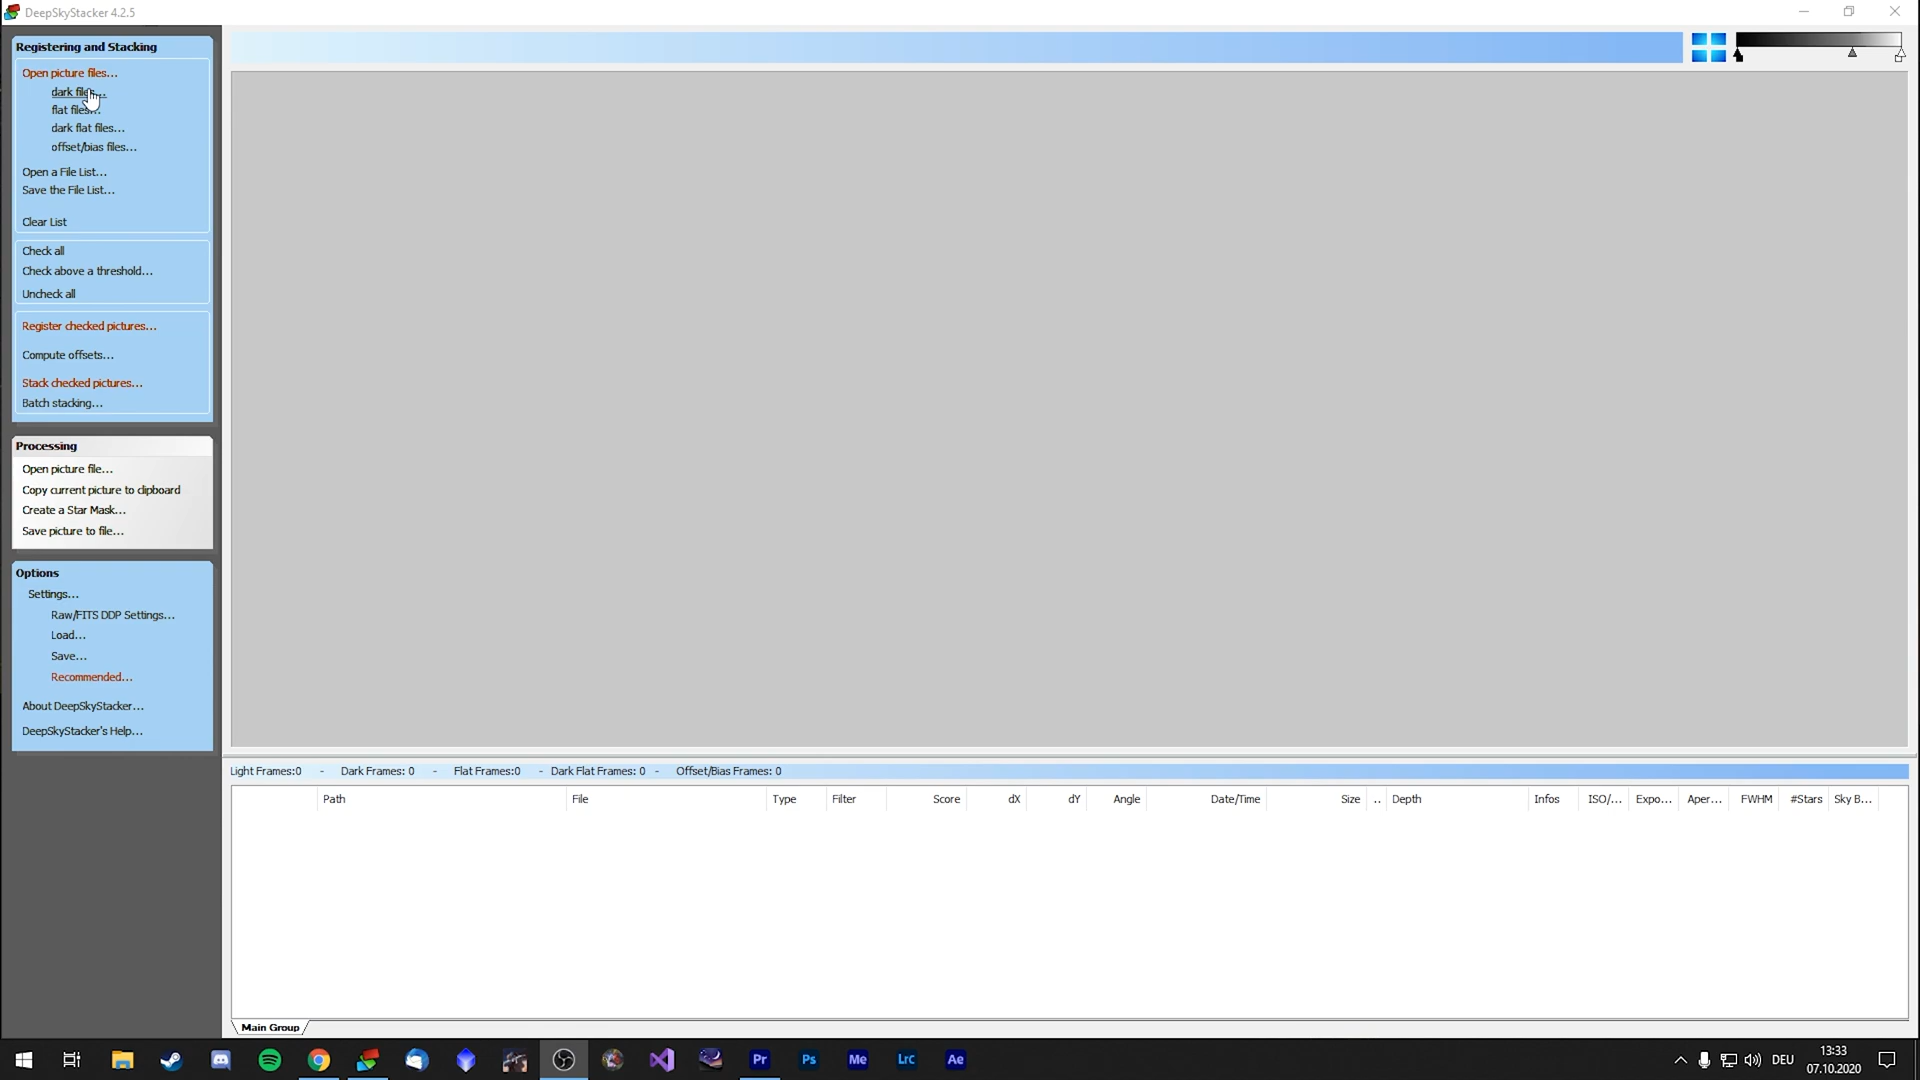 DeepSkyStacker 4.2.5
Registering and Stacking
Open picture files...
dark files...
flat files...
dark flat files...
offset/bias files...
Open a File List...
Save the File List...
Clear List
Check all
Check above a threshold...
Uncheck all
Register checked pictures...
Compute offsets...
Stack checked pictures...
Batch stacking...
Processing
Open picture file...
Copy current picture to clipboard
Create a Star Mask...
Save picture to file...
Options
Settings...
Raw/FITS DDP Settings...
Load...
Save...
Recommended...
About DeepSkyStacker...
DeepSkyStacker's Help...
Light Frames:0 - Dark Frames: 0 - Flat Frames:0 - Dark Flat Frames: 0 - Offset/Bias Frames: 0
Path File Type Filter Score dX dY Angle Date/Time Size .. Depth Infos ISO/... Expo... Aper... FWHM #Stars Sky B...
Main Group
Pr Ps Me Lrc Ae DEU 13:33
07.10.2020